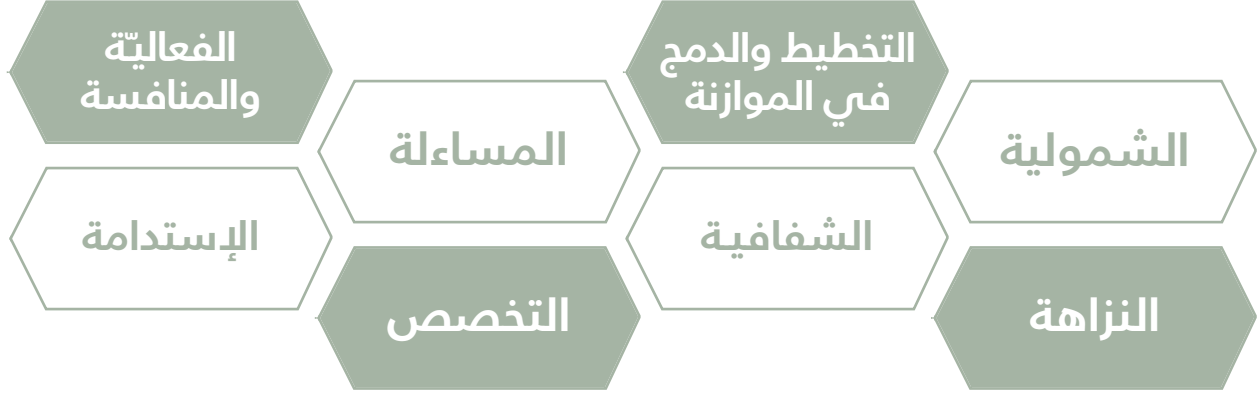 الشمولية
النزاهة
التخطيط والدمج
في الموازنة
الشفافية
المساءلة
التخصص
الفعاليّة
والمنافسة
الإستدامة